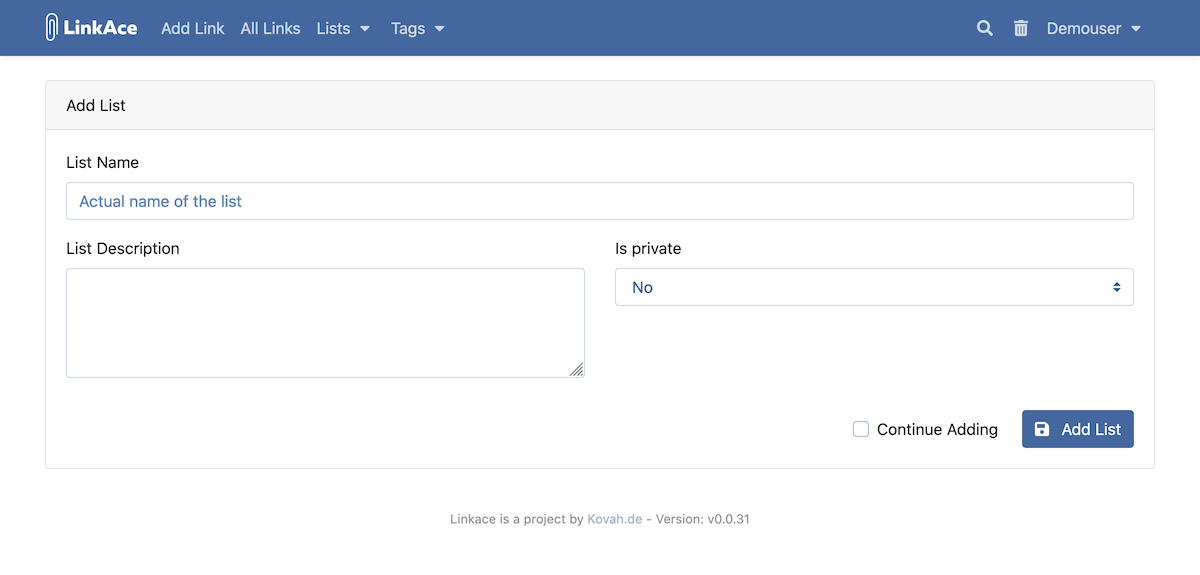 LinkAce Add Link All Links Lists Tags Demouser
Add List
List Name
Actual name of the list
List Description Is private
No
Continue Adding Add List
Linkace is a project by Kovah.de - Version: v0.0.31